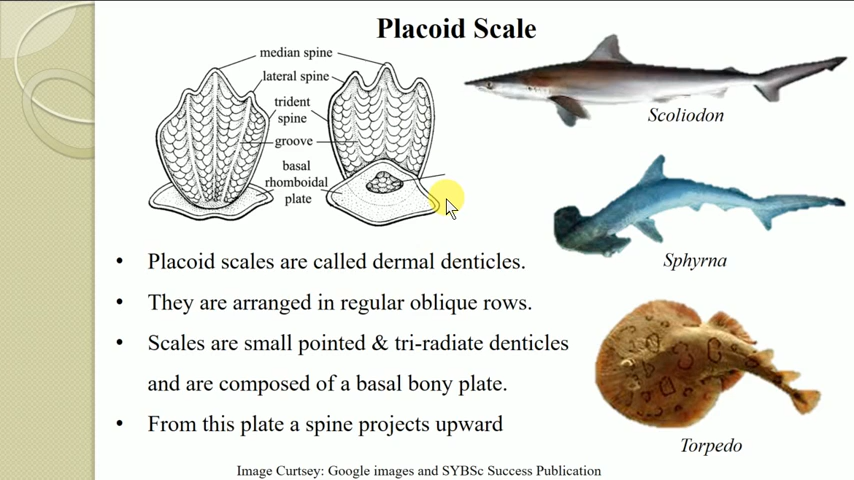 Placoid Scale
median spine
lateral spine
trident
spine
groove
basal
rhomboidal
plate
Scoliodon
Sphyrna
• Placoid scales are called dermal denticles.
• They are arranged in regular oblique rows.
• Scales are small pointed & tri-radiate denticles
and are composed of a basal bony plate.
• From this plate a spine projects upward
Torpedo
Image Curtsey: Google images and SYBSc Success Publication